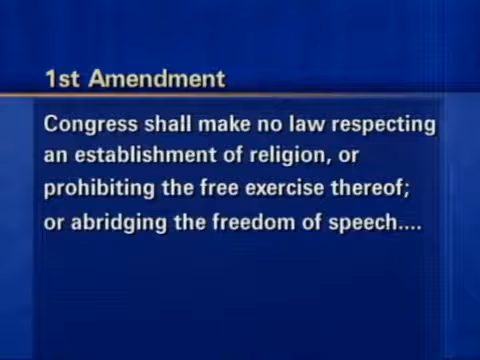 1st Amendment
Congress shall make no law respecting
an establishment of religion, or
prohibiting the free exercise thereof;
or abridging the freedom of speech....